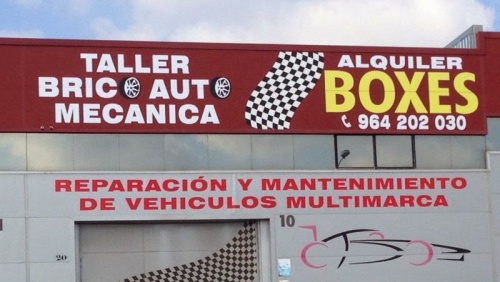 TALLER
BRICO AUTO
MECANICA
ALQUILER
BOXES
964 202 030
REPARACIÓN Y MANTENIMIENTO
DE VEHICULOS MULTIMARCA
10
20